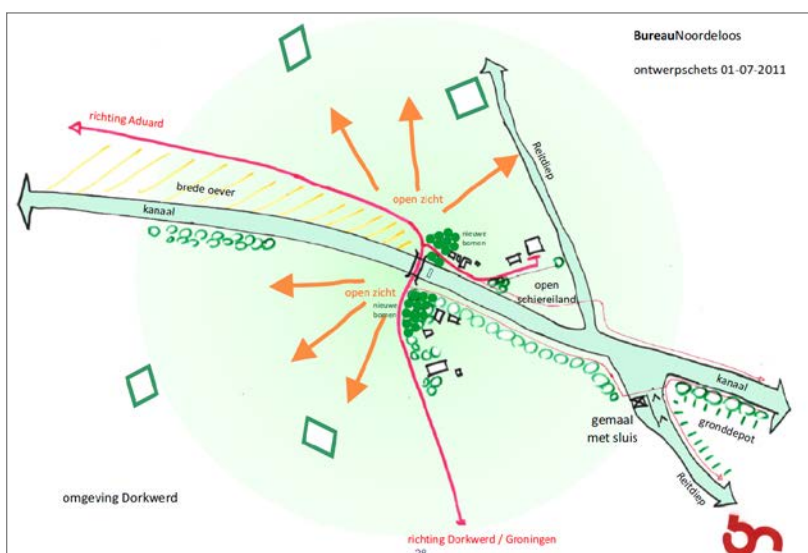 BureauNoordeloos
ontwerpschets 01-07-2011
richting Aduard
Reitdiep
brede oever
open zicht
kanaal
nieuwe
bomen
open
schiereiland
open zicht
nieuwe
bomen
kanaal
gemaal
met sluis
gronddepot
Reitdiep
omgeving Dorkwerd
richting Dorkwerd / Groningen
28